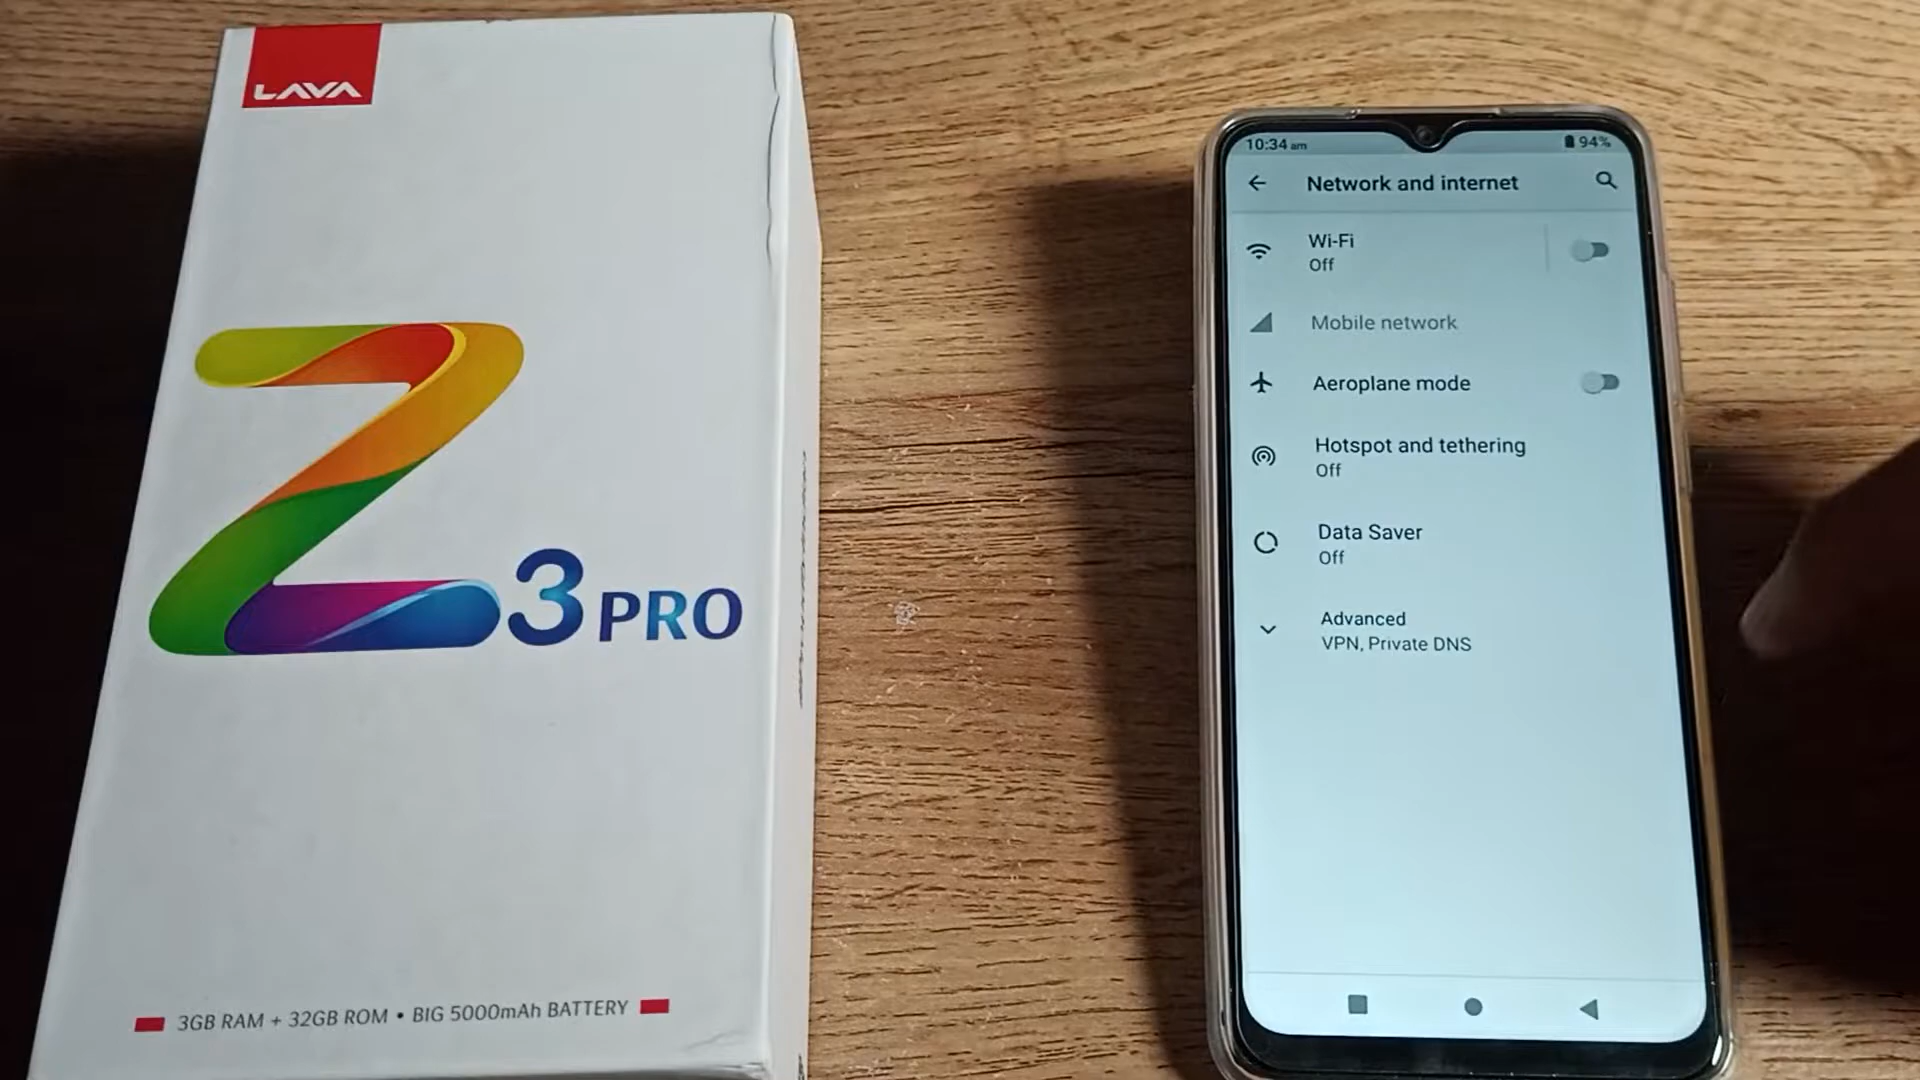 LAVA
Z3 PRO
3GB RAM + 32GB ROM • BIG 5000mAh BATTERY
10:34 am
94%
Network and internet
Wi-Fi
Off
Mobile network
Aeroplane mode
Hotspot and tethering
Off
Data Saver
Off
Advanced
VPN, Private DNS